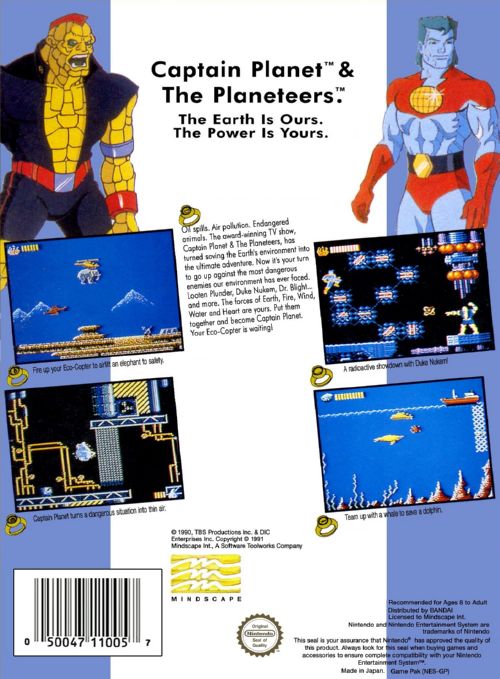 Captain Planet™ &
The Planeteers.™
The Earth Is Ours.
The Power Is Yours.
Oil spills. Air pollution. Endangered
animals. The award-winning TV show,
Captain Planet & The Planeteers, has
turned saving the Earth's environment into
the ultimate adventure. Now it's your turn
to go up against the most dangerous
enemies our environment has ever faced.
Looten Plunder, Duke Nukem, Dr. Blight...
and more. The forces of Earth, Fire, Wind,
Water and Heart are yours. Put them
together and become Captain Planet.
Your Eco-Copter is waiting!
Fire up your Eco-Copter to airlift an elephant to safety.
A radioactive showdown with Duke Nukem!
Captain Planet turns a dangerous situation into thin air.
Team up with a whale to save a dolphin.
© 1990, TBS Productions Inc. & DIC
Enterprises Inc. Copyright © 1991
Mindscape Int., A Software Toolworks Company
MINDSCAPE
0 50047 11005 7
Original
Nintendo
Seal of
Quality
Recommended for Ages 8 to Adult
Distributed by BANDAI
Licensed to Mindscape Int.
Nintendo and Nintendo Entertainment System are
trademarks of Nintendo
This seal is your assurance that Nintendo® has approved the quality of
this product. Always look for this seal when buying games and
accessories to ensure complete compatibility with your Nintendo
Entertainment System™.
Made in Japan. Game Pak (NES-GP)